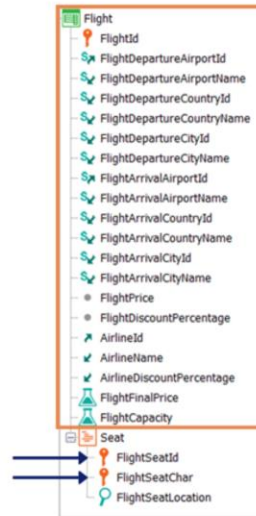 Flight
FlightId
FlightDepartureAirportId
FlightDepartureAirportName
FlightDepartureCountryId
FlightDepartureCountryName
FlightDepartureCityId
FlightDepartureCityName
FlightArrivalAirportId
FlightArrivalAirportName
FlightArrivalCountryId
FlightArrivalCountryName
FlightArrivalCityId
FlightArrivalCityName
FlightPrice
FlightDiscountPercentage
AirlineId
AirlineName
AirlineDiscountPercentage
FlightFinalPrice
FlightCapacity
Seat
FlightSeatId
FlightSeatChar
FlightSeatLocation